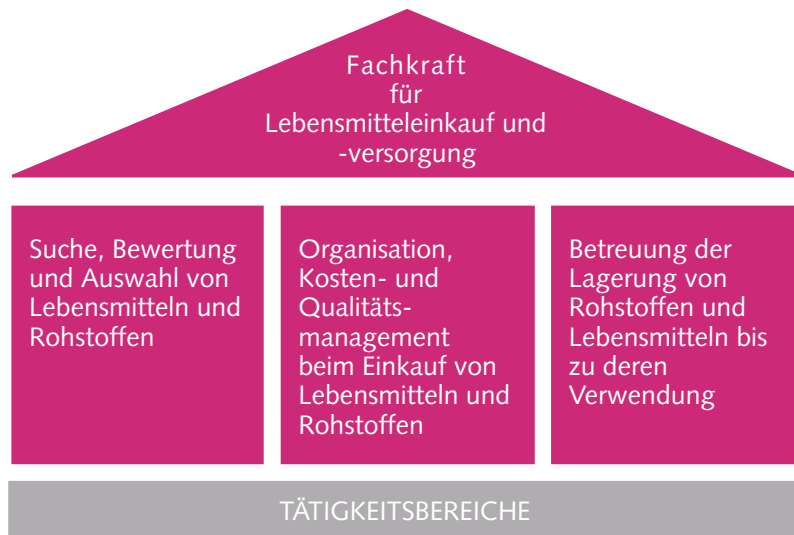 Fachkraft
für
Lebensmitteleinkauf und
-versorgung
Suche, Bewertung
und Auswahl von
Lebensmitteln und
Rohstoffen
Organisation,
Kosten- und
Qualitäts-
management
beim Einkauf von
Lebensmitteln und
Rohstoffen
Betreuung der
Lagerung von
Rohstoffen und
Lebensmitteln bis
zu deren
Verwendung
TÄTIGKEITSBEREICHE